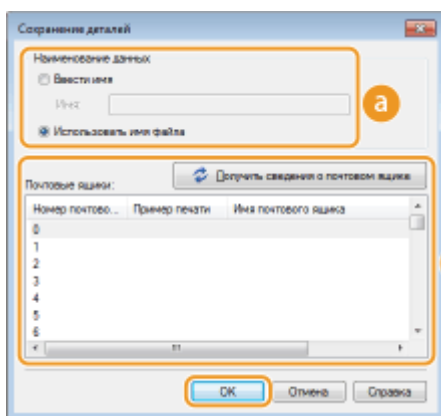 Сохранение деталей
Наименование данных
Ввести имя
Имя:
Использовать имя файла
a
Получить сведения о почтовом ящике
Почтовые ящики:
Номер почтово... Пример печати Имя почтового ящика
0
1
2
3
4
5
6
OK Отмена Справка